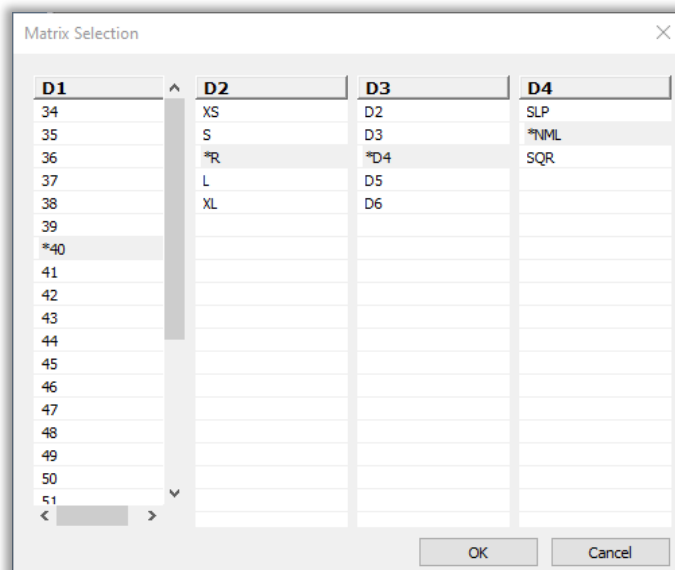 Matrix Selection
D1 D2 D3 D4
34 XS D2 SLP
35 S D3 *NML
36 *R *D4 SQR
37 L D5
38 XL D6
39
*40
41
42
43
44
45
46
47
48
49
50
51
OK Cancel